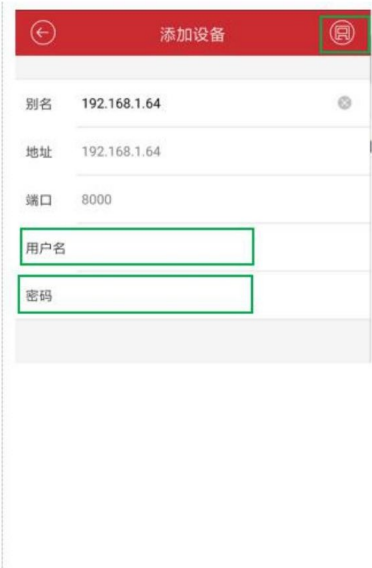 添加设备
别名 192.168.1.64
地址 192.168.1.64
端口 8000
用户名
密码